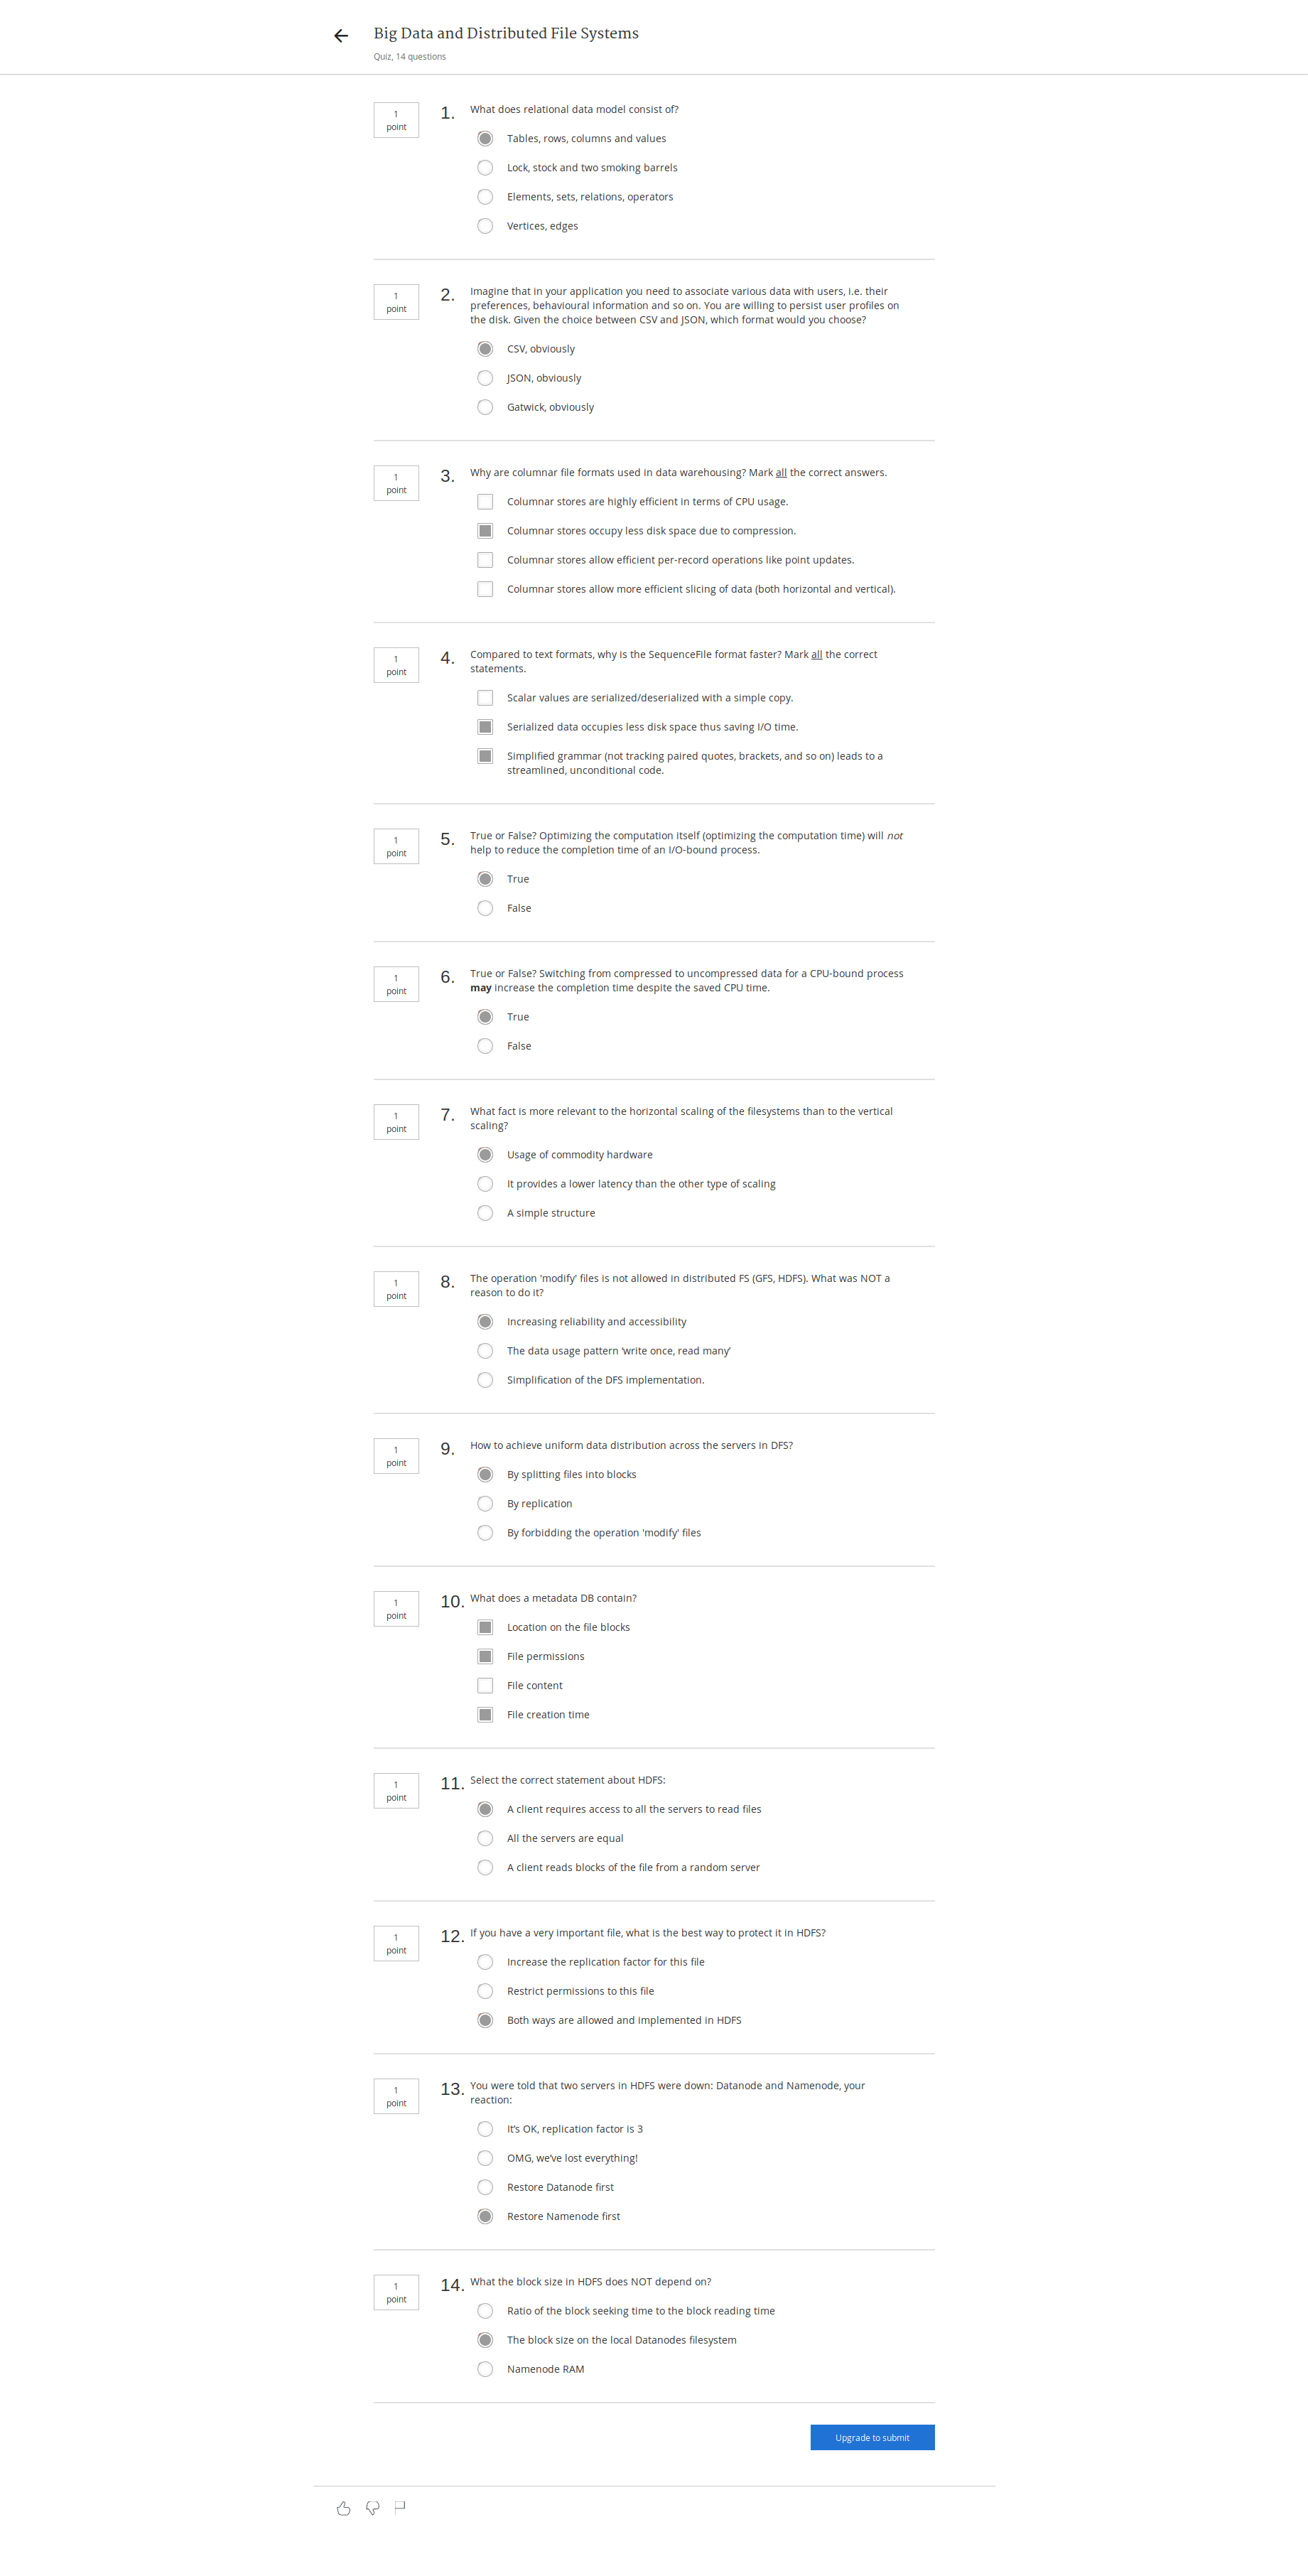 Big Data and Distributed File Systems
Quiz, 14 questions
1
point
1.
What does relational data model consist of?
Tables, rows, columns and values
Lock, stock and two smoking barrels
Elements, sets, relations, operators
Vertices, edges
1
point
2.
Imagine that in your application you need to associate various data with users, i.e. their
preferences, behavioural information and so on. You are willing to persist user profiles on
the disk. Given the choice between CSV and JSON, which format would you choose?
CSV, obviously
JSON, obviously
Gatwick, obviously
1
point
3.
Why are columnar file formats used in data warehousing? Mark all the correct answers.
Columnar stores are highly efficient in terms of CPU usage.
Columnar stores occupy less disk space due to compression.
Columnar stores allow efficient per-record operations like point updates.
Columnar stores allow more efficient slicing of data (both horizontal and vertical).
1
point
4.
Compared to text formats, why is the SequenceFile format faster? Mark all the correct
statements.
Scalar values are serialized/deserialized with a simple copy.
Serialized data occupies less disk space thus saving I/O time.
Simplified grammar (not tracking paired quotes, brackets, and so on) leads to a
streamlined, unconditional code.
1
point
5.
True or False? Optimizing the computation itself (optimizing the computation time) will not
help to reduce the completion time of an I/O-bound process.
True
False
1
point
6.
True or False? Switching from compressed to uncompressed data for a CPU-bound process
may increase the completion time despite the saved CPU time.
True
False
1
point
7.
What fact is more relevant to the horizontal scaling of the filesystems than to the vertical
scaling?
Usage of commodity hardware
It provides a lower latency than the other type of scaling
A simple structure
1
point
8.
The operation 'modify' files is not allowed in distributed FS (GFS, HDFS). What was NOT a
reason to do it?
Increasing reliability and accessibility
The data usage pattern ‘write once, read many’
Simplification of the DFS implementation.
1
point
9.
How to achieve uniform data distribution across the servers in DFS?
By splitting files into blocks
By replication
By forbidding the operation 'modify' files
1
point
10.
What does a metadata DB contain?
Location on the file blocks
File permissions
File content
File creation time
1
point
11.
Select the correct statement about HDFS:
A client requires access to all the servers to read files
All the servers are equal
A client reads blocks of the file from a random server
1
point
12.
If you have a very important file, what is the best way to protect it in HDFS?
Increase the replication factor for this file
Restrict permissions to this file
Both ways are allowed and implemented in HDFS
1
point
13.
You were told that two servers in HDFS were down: Datanode and Namenode, your
reaction:
It’s OK, replication factor is 3
OMG, we’ve lost everything!
Restore Datanode first
Restore Namenode first
1
point
14.
What the block size in HDFS does NOT depend on?
Ratio of the block seeking time to the block reading time
The block size on the local Datanodes filesystem
Namenode RAM
Upgrade to submit